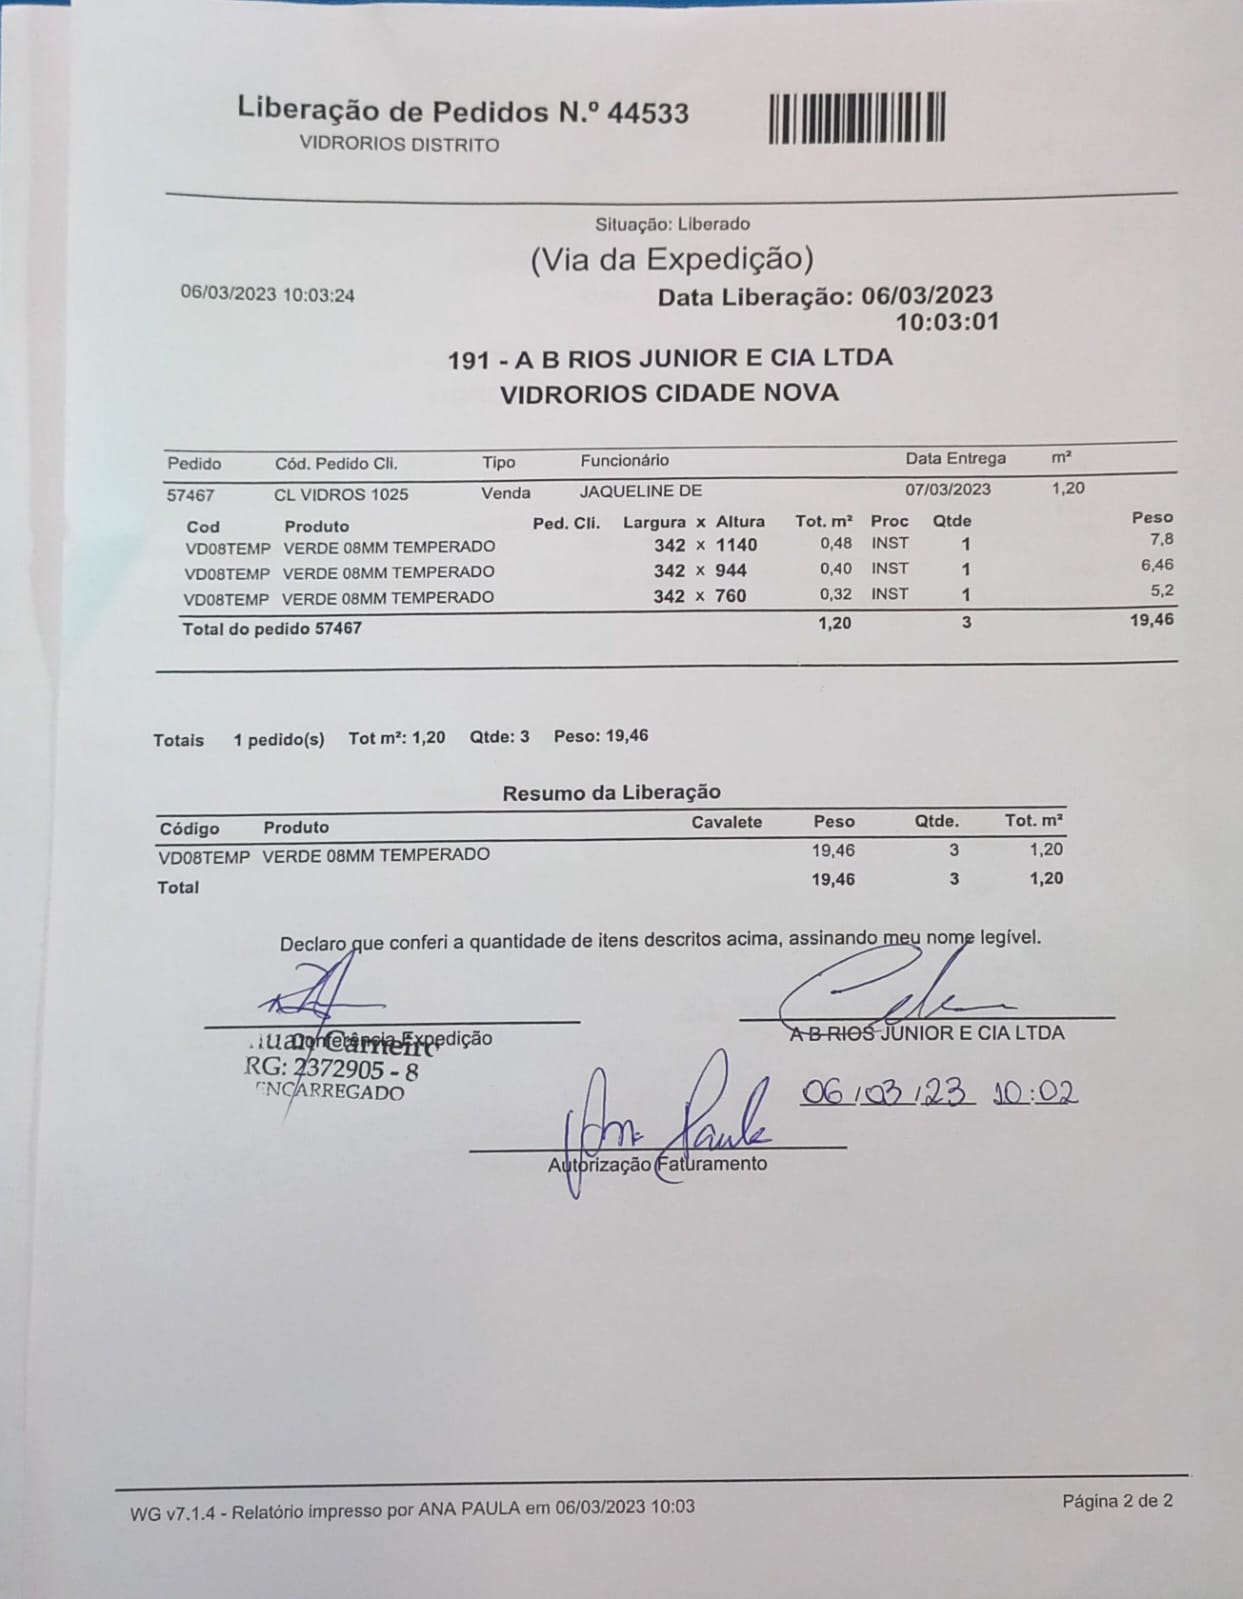 Liberação de Pedidos N.º 44533
VIDRORIOS DISTRITO
Situação: Liberado
(Via da Expedição)
06/03/2023 10:03:24
Data Liberação: 06/03/2023
10:03:01
191 - A B RIOS JUNIOR E CIA LTDA
VIDRORIOS CIDADE NOVA
Pedido Cód. Pedido Cli. Tipo Funcionário Data Entrega m²
57467 CL VIDROS 1025 Venda JAQUELINE DE 07/03/2023 1,20
Cod Produto Ped. Cli. Largura x Altura Tot. m² Proc Qtde Peso
VD08TEMP VERDE 08MM TEMPERADO 342 x 1140 0,48 INST 1 7,8
VD08TEMP VERDE 08MM TEMPERADO 342 x 944 0,40 INST 1 6,46
VD08TEMP VERDE 08MM TEMPERADO 342 x 760 0,32 INST 1 5,2
Total do pedido 57467 1,20 3 19,46
Totais 1 pedido(s) Tot m²: 1,20 Qtde: 3 Peso: 19,46
Resumo da Liberação
Código Produto Cavalete Peso Qtde. Tot. m²
VD08TEMP VERDE 08MM TEMPERADO 19,46 3 1,20
Total 19,46 3 1,20
Declaro que conferi a quantidade de itens descritos acima, assinando meu nome legível.
Conferência Expedição
Carneiro
RG: 2372905 - 8
ENCARREGADO
A B RIOS JUNIOR E CIA LTDA
06/03/23 10:02
Ana Paula
Autorização Faturamento
WG v7.1.4 - Relatório impresso por ANA PAULA em 06/03/2023 10:03
Página 2 de 2